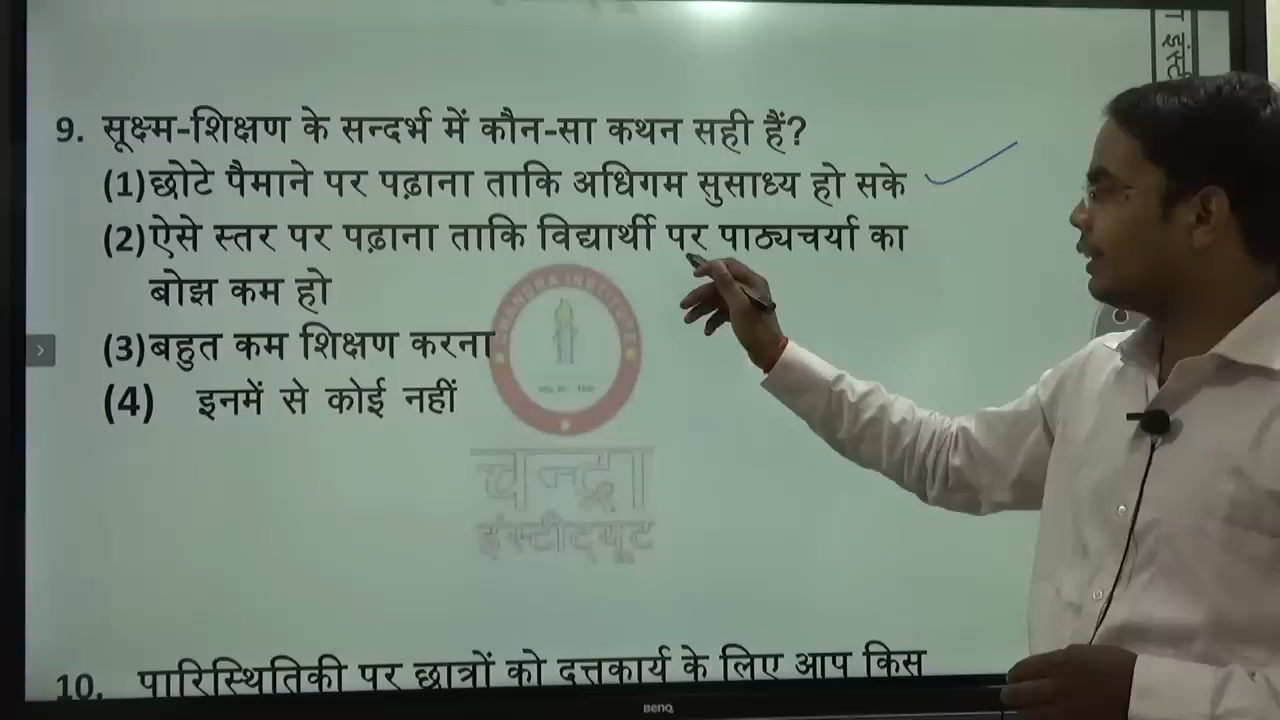 9. सूक्ष्म-शिक्षण के सन्दर्भ में कौन-सा कथन सही हैं?
(1) छोटे पैमाने पर पढ़ाना ताकि अधिगम सुसाध्य हो सके
(2) ऐसे स्तर पर पढ़ाना ताकि विद्यार्थी पर पाठ्यचर्या का
बोझ कम हो
(3) बहुत कम शिक्षण करना
(4) इनमें से कोई नहीं
चन्द्रा
इंस्टीट्यूट
10. पारिस्थितिकी पर छात्रों को दत्तकार्य के लिए आप किस
BenQ